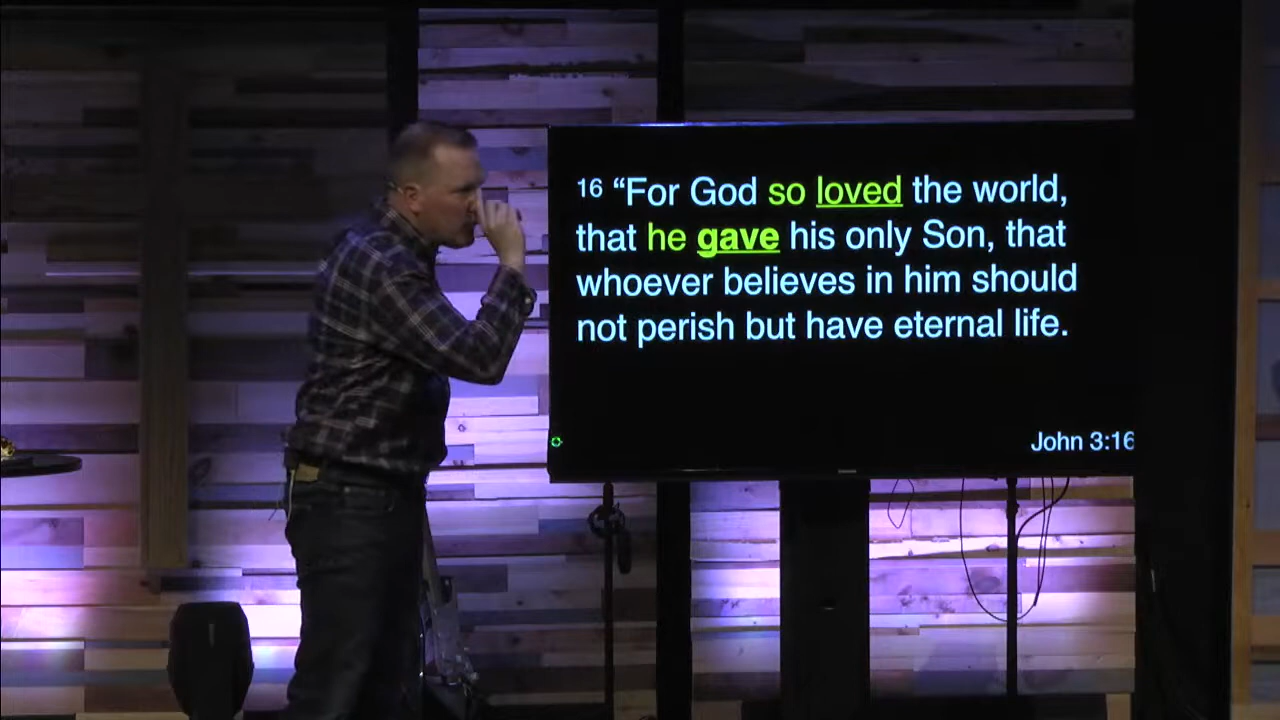 16 “For God so loved the world,
that he gave his only Son, that
whoever believes in him should
not perish but have eternal life.
John 3:16